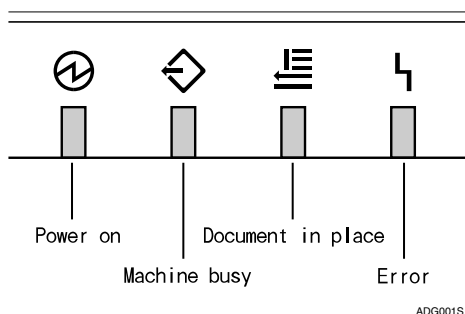 Power on
Document in place
Machine busy
Error
ADG001S